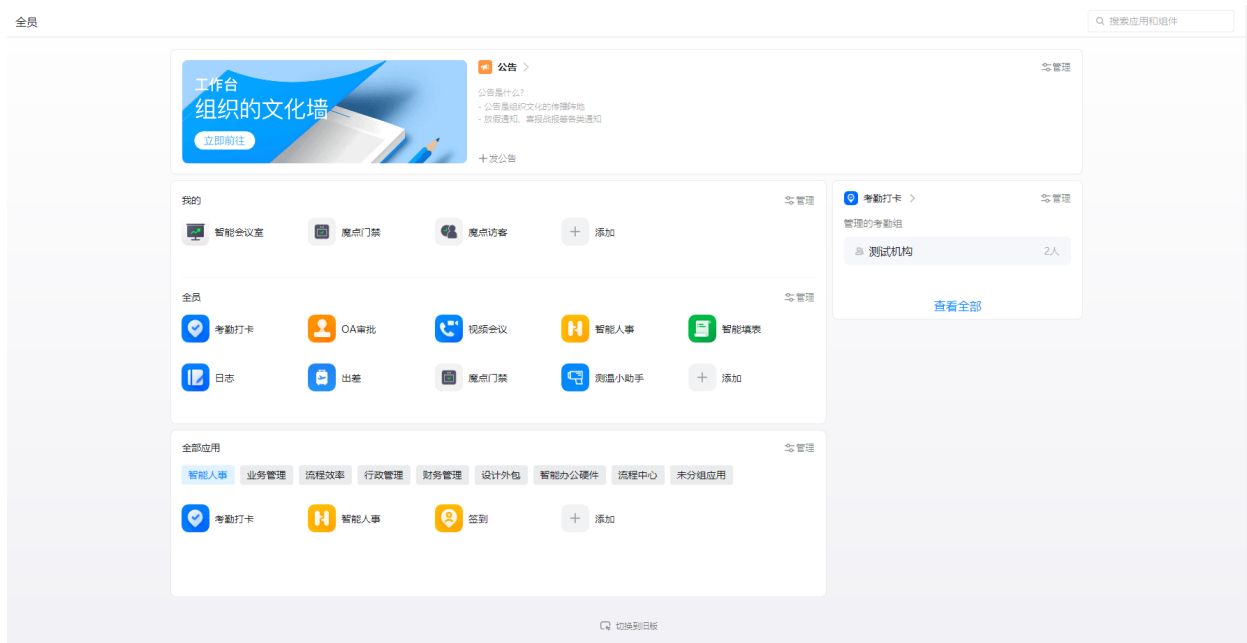 全员
搜索应用和组件
工作台
组织的文化墙
立即前往
公告
管理
公告是什么?
- 公告是组织文化的传播阵地
- 放假通知、喜报战报等各类通知
+发公告
我的
管理
智能会议室
魔点门禁
魔点访客
添加
全员
管理
考勤打卡
OA审批
视频会议
智能人事
智能填表
日志
出差
魔点门禁
测温小助手
添加
考勤打卡
管理
管理的考勤组
测试机构
2人
查看全部
全部应用
管理
智能人事
业务管理
流程效率
行政管理
财务管理
设计外包
智能办公硬件
流程中心
未分组应用
考勤打卡
智能人事
签到
添加
切换到旧版